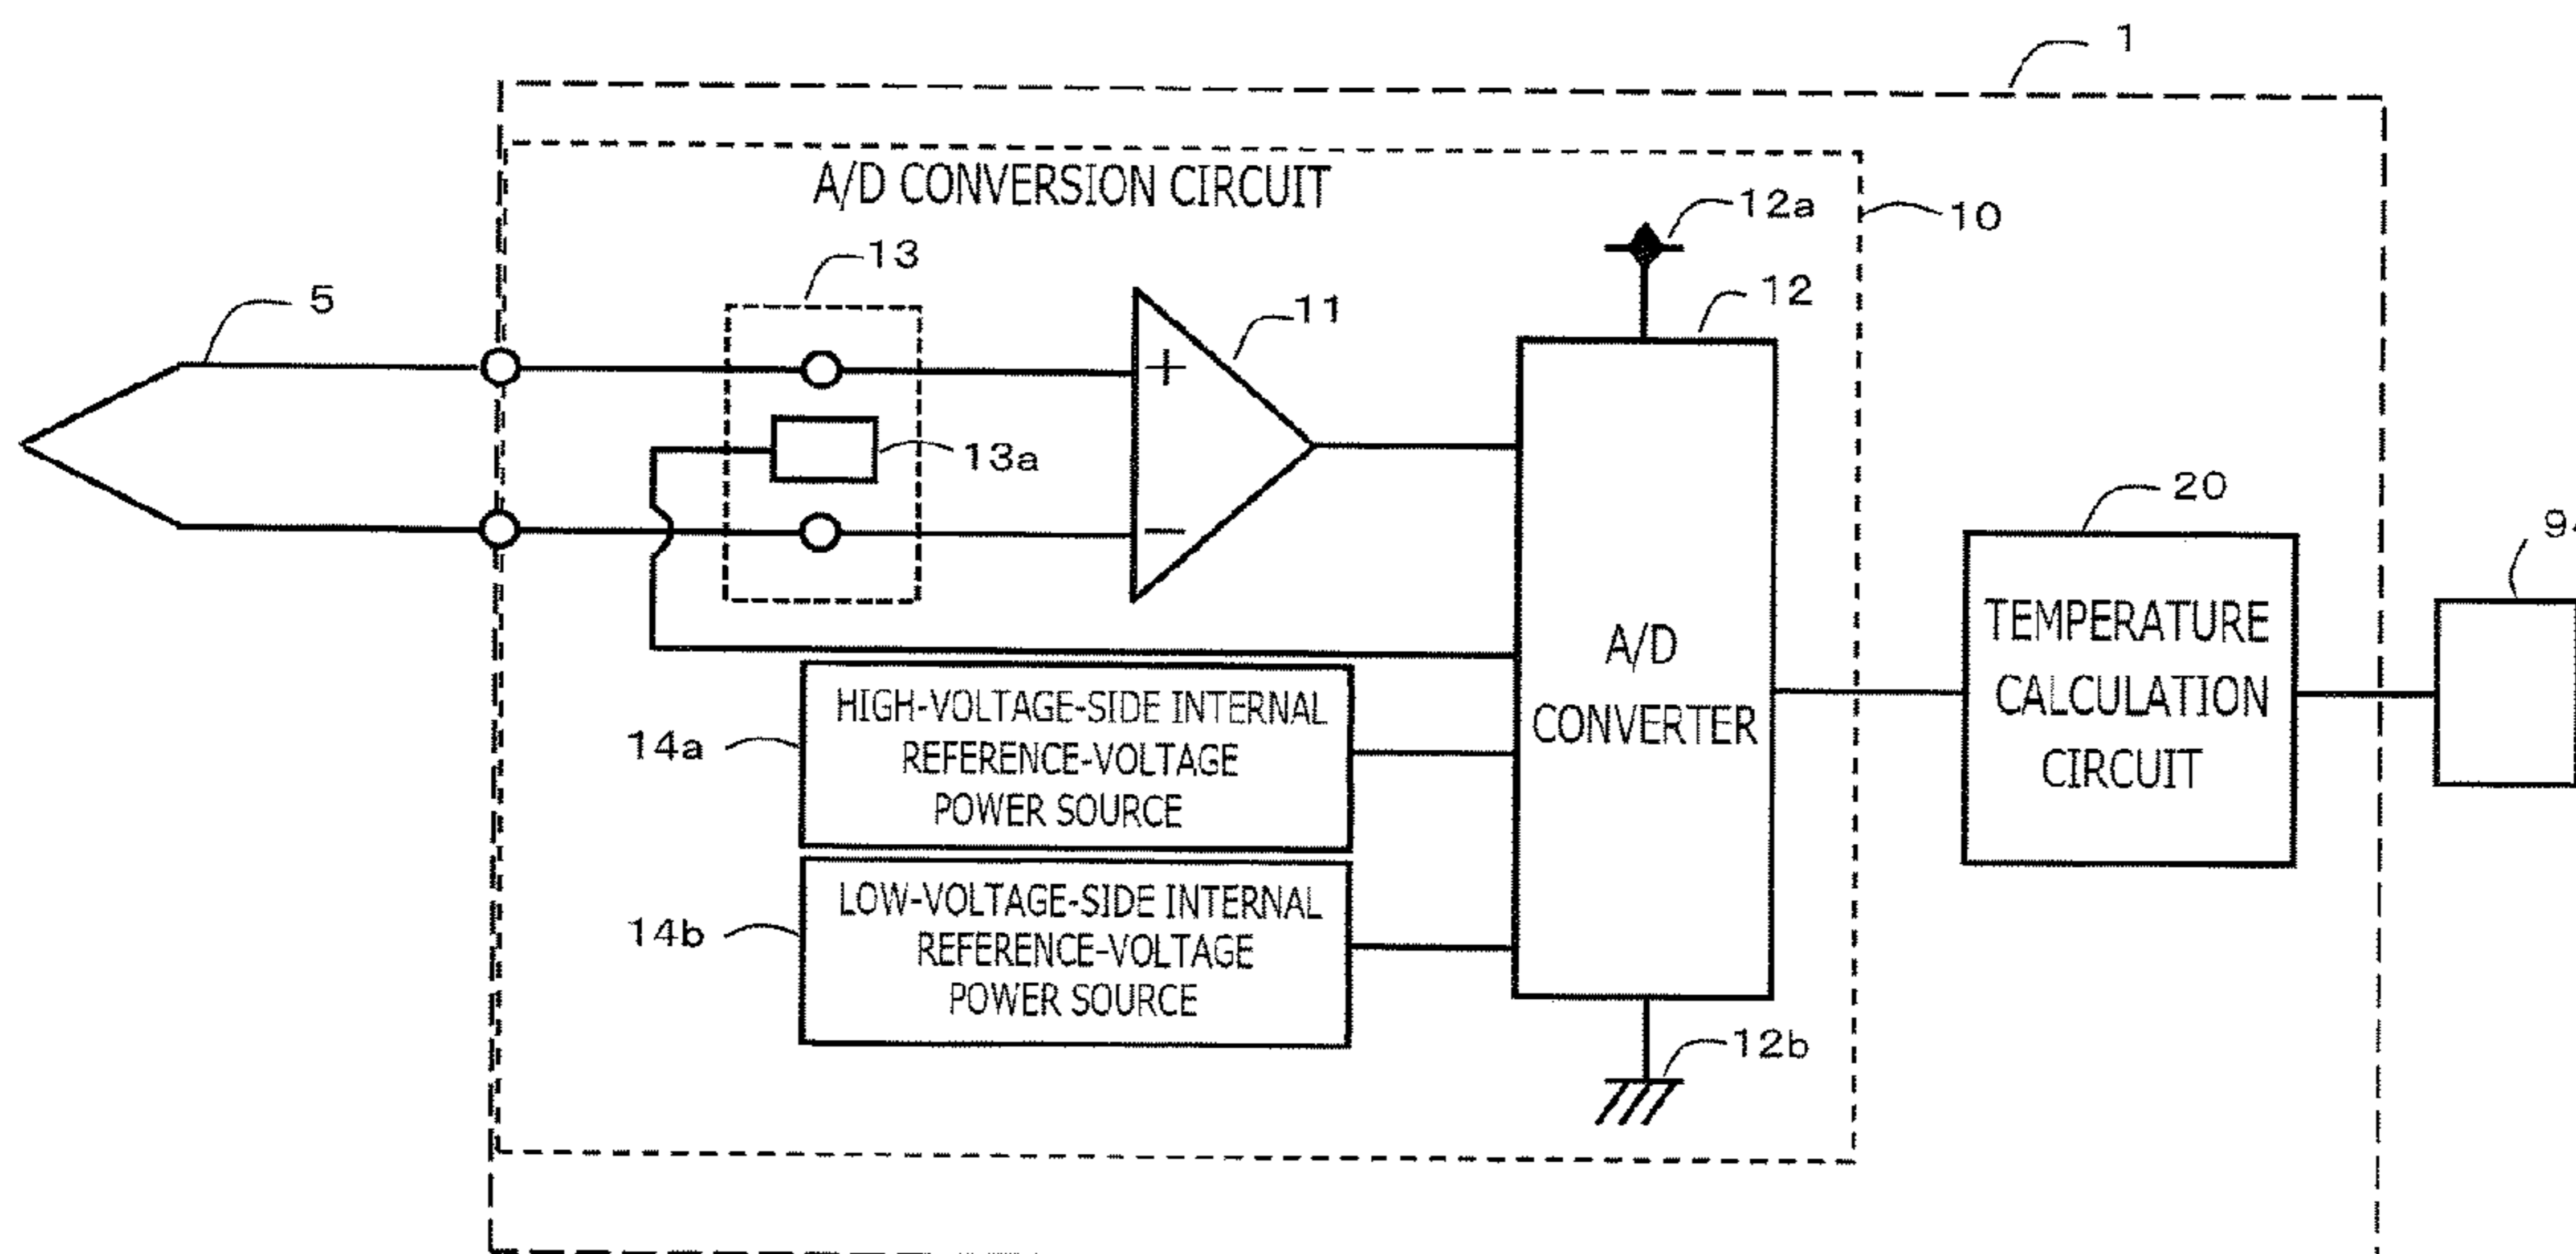 1
A/D CONVERSION CIRCUIT
12a
10
13
12
5
11
13a
20
9
TEMPERATURE
CALCULATION
CIRCUIT
A/D
CONVERTER
14a
HIGH-VOLTAGE-SIDE INTERNAL
REFERENCE-VOLTAGE
POWER SOURCE
14b
LOW-VOLTAGE-SIDE INTERNAL
REFERENCE-VOLTAGE
POWER SOURCE
12b
+
−